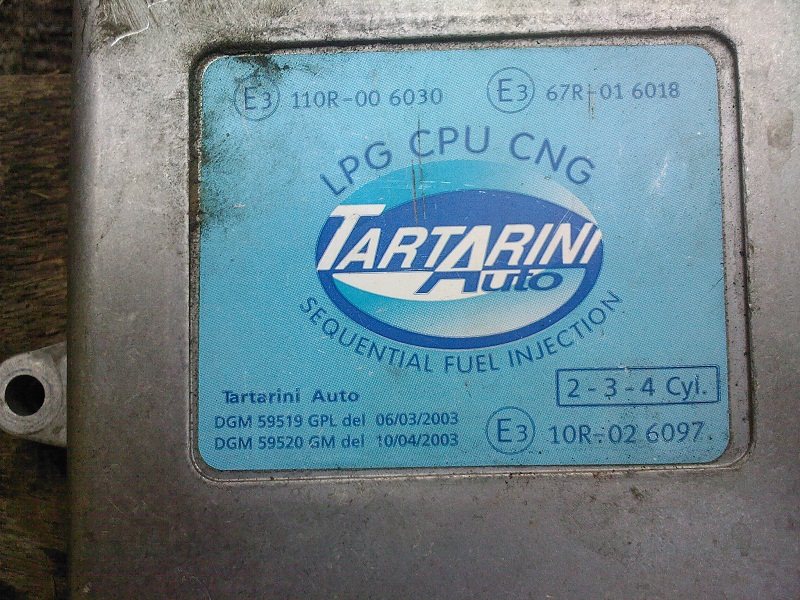 E3 110R-00 6030
E3 67R-01 6018
LPG CPU CNG
TARTARINI
Auto
SEQUENTIAL FUEL INJECTION
2 - 3 - 4 Cyl.
Tartarini Auto
DGM 59519 GPL del 06/03/2003
DGM 59520 GM del 10/04/2003
E3 10R-02 6097